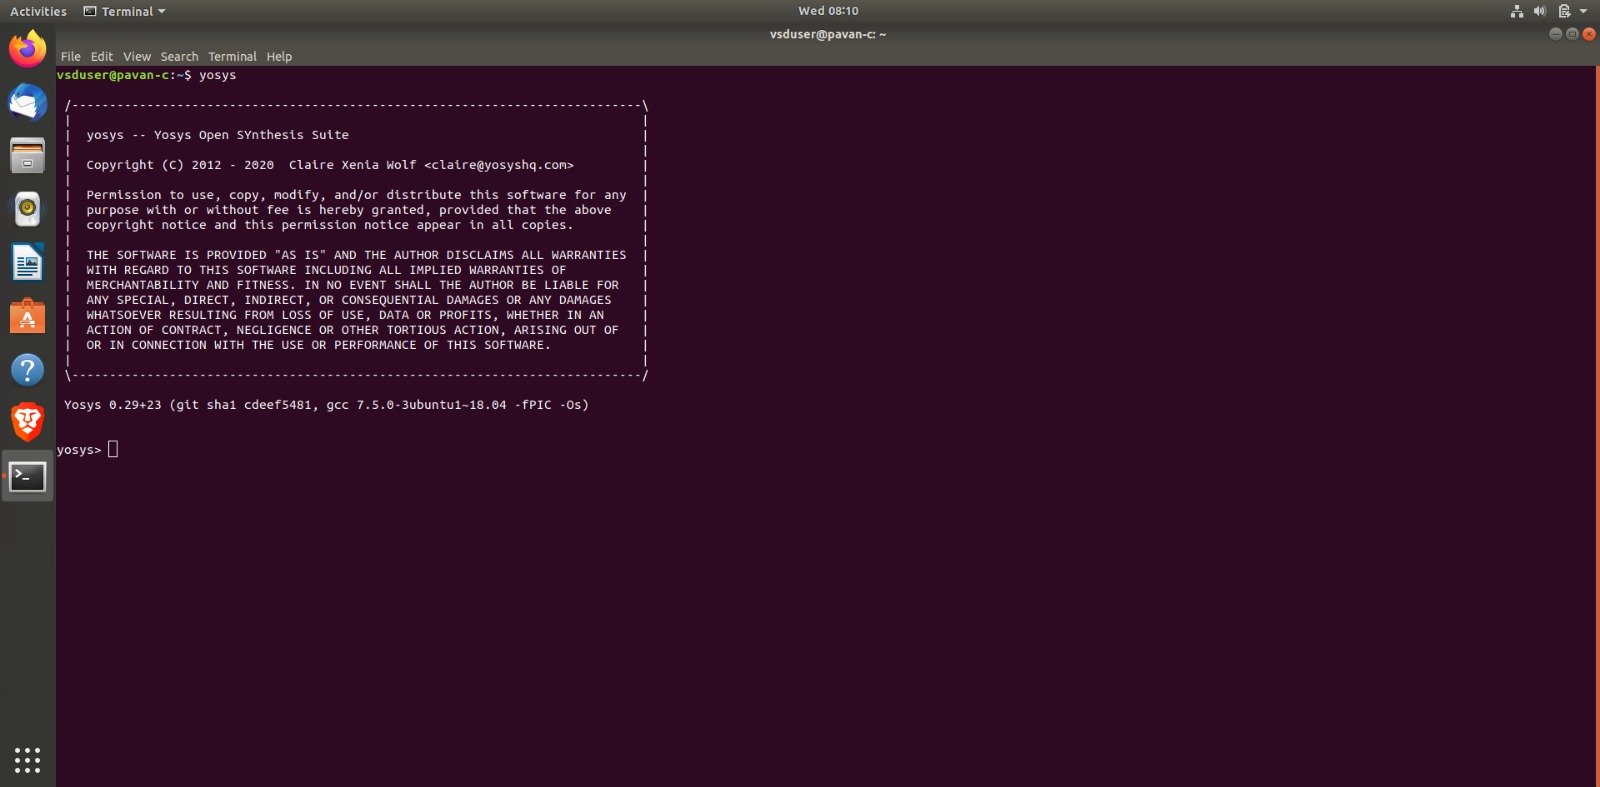 Activities Terminal Wed 08:10
vsduser@pavan-c: ~
File Edit View Search Terminal Help
vsduser@pavan-c:~$ yosys
/----------------------------------------------------------------------------\
| |
| yosys -- Yosys Open SYnthesis Suite |
| |
| Copyright (C) 2012 - 2020  Claire Xenia Wolf <claire@yosyshq.com> |
| |
| Permission to use, copy, modify, and/or distribute this software for any |
| purpose with or without fee is hereby granted, provided that the above |
| copyright notice and this permission notice appear in all copies. |
| |
| THE SOFTWARE IS PROVIDED "AS IS" AND THE AUTHOR DISCLAIMS ALL WARRANTIES |
| WITH REGARD TO THIS SOFTWARE INCLUDING ALL IMPLIED WARRANTIES OF |
| MERCHANTABILITY AND FITNESS. IN NO EVENT SHALL THE AUTHOR BE LIABLE FOR |
| ANY SPECIAL, DIRECT, INDIRECT, OR CONSEQUENTIAL DAMAGES OR ANY DAMAGES |
| WHATSOEVER RESULTING FROM LOSS OF USE, DATA OR PROFITS, WHETHER IN AN |
| ACTION OF CONTRACT, NEGLIGENCE OR OTHER TORTIOUS ACTION, ARISING OUT OF |
| OR IN CONNECTION WITH THE USE OR PERFORMANCE OF THIS SOFTWARE. |
| |
\----------------------------------------------------------------------------/
Yosys 0.29+23 (git sha1 cdeef5481, gcc 7.5.0-3ubuntu1~18.04 -fPIC -Os)
yosys>